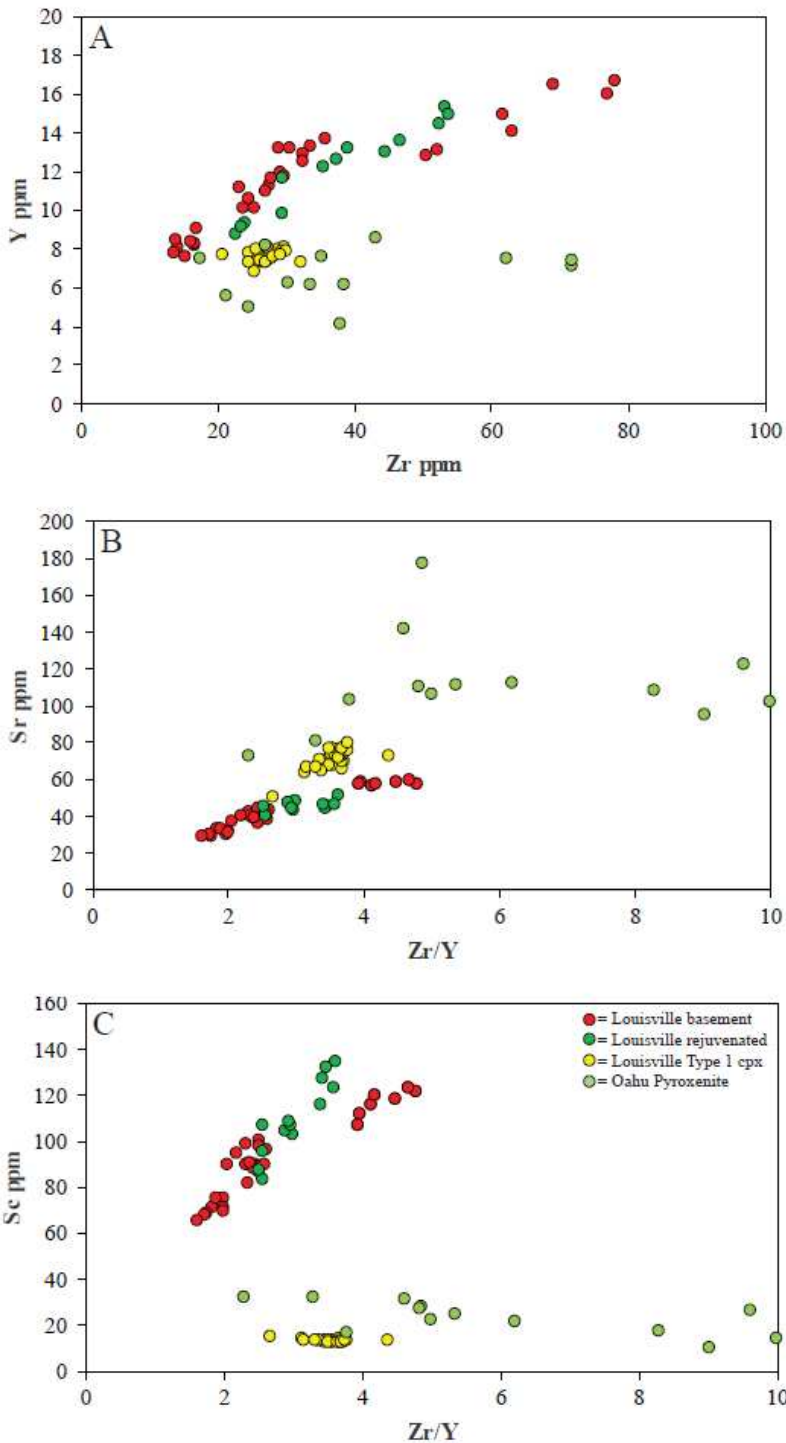 A
20
18
16
14
12
10
8
6
4
2
0
Y ppm
0 20 40 60 80 100
Zr ppm
B
200
180
160
140
120
100
80
60
40
20
0
Sr ppm
0 2 4 6 8 10
Zr/Y
C
160
140
120
100
80
60
40
20
0
Sc ppm
= Louisville basement
= Louisville rejuvenated
= Louisville Type 1 cpx
= Oahu Pyroxenite
0 2 4 6 8 10
Zr/Y